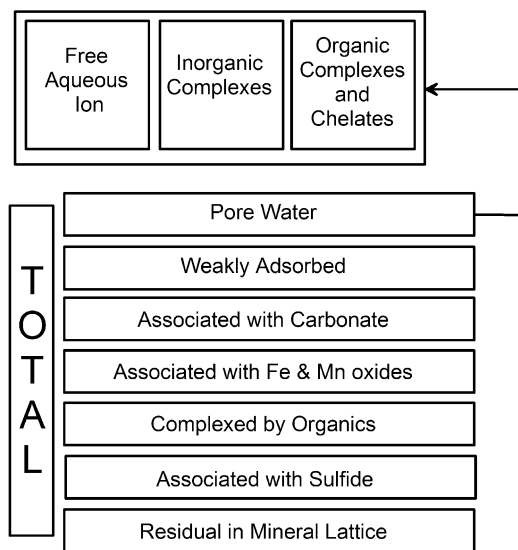 Free
Aqueous
Ion
Inorganic
Complexes
Organic
Complexes
and
Chelates
TOTAL
Pore Water
Weakly Adsorbed
Associated with Carbonate
Associated with Fe & Mn oxides
Complexed by Organics
Associated with Sulfide
Residual in Mineral Lattice